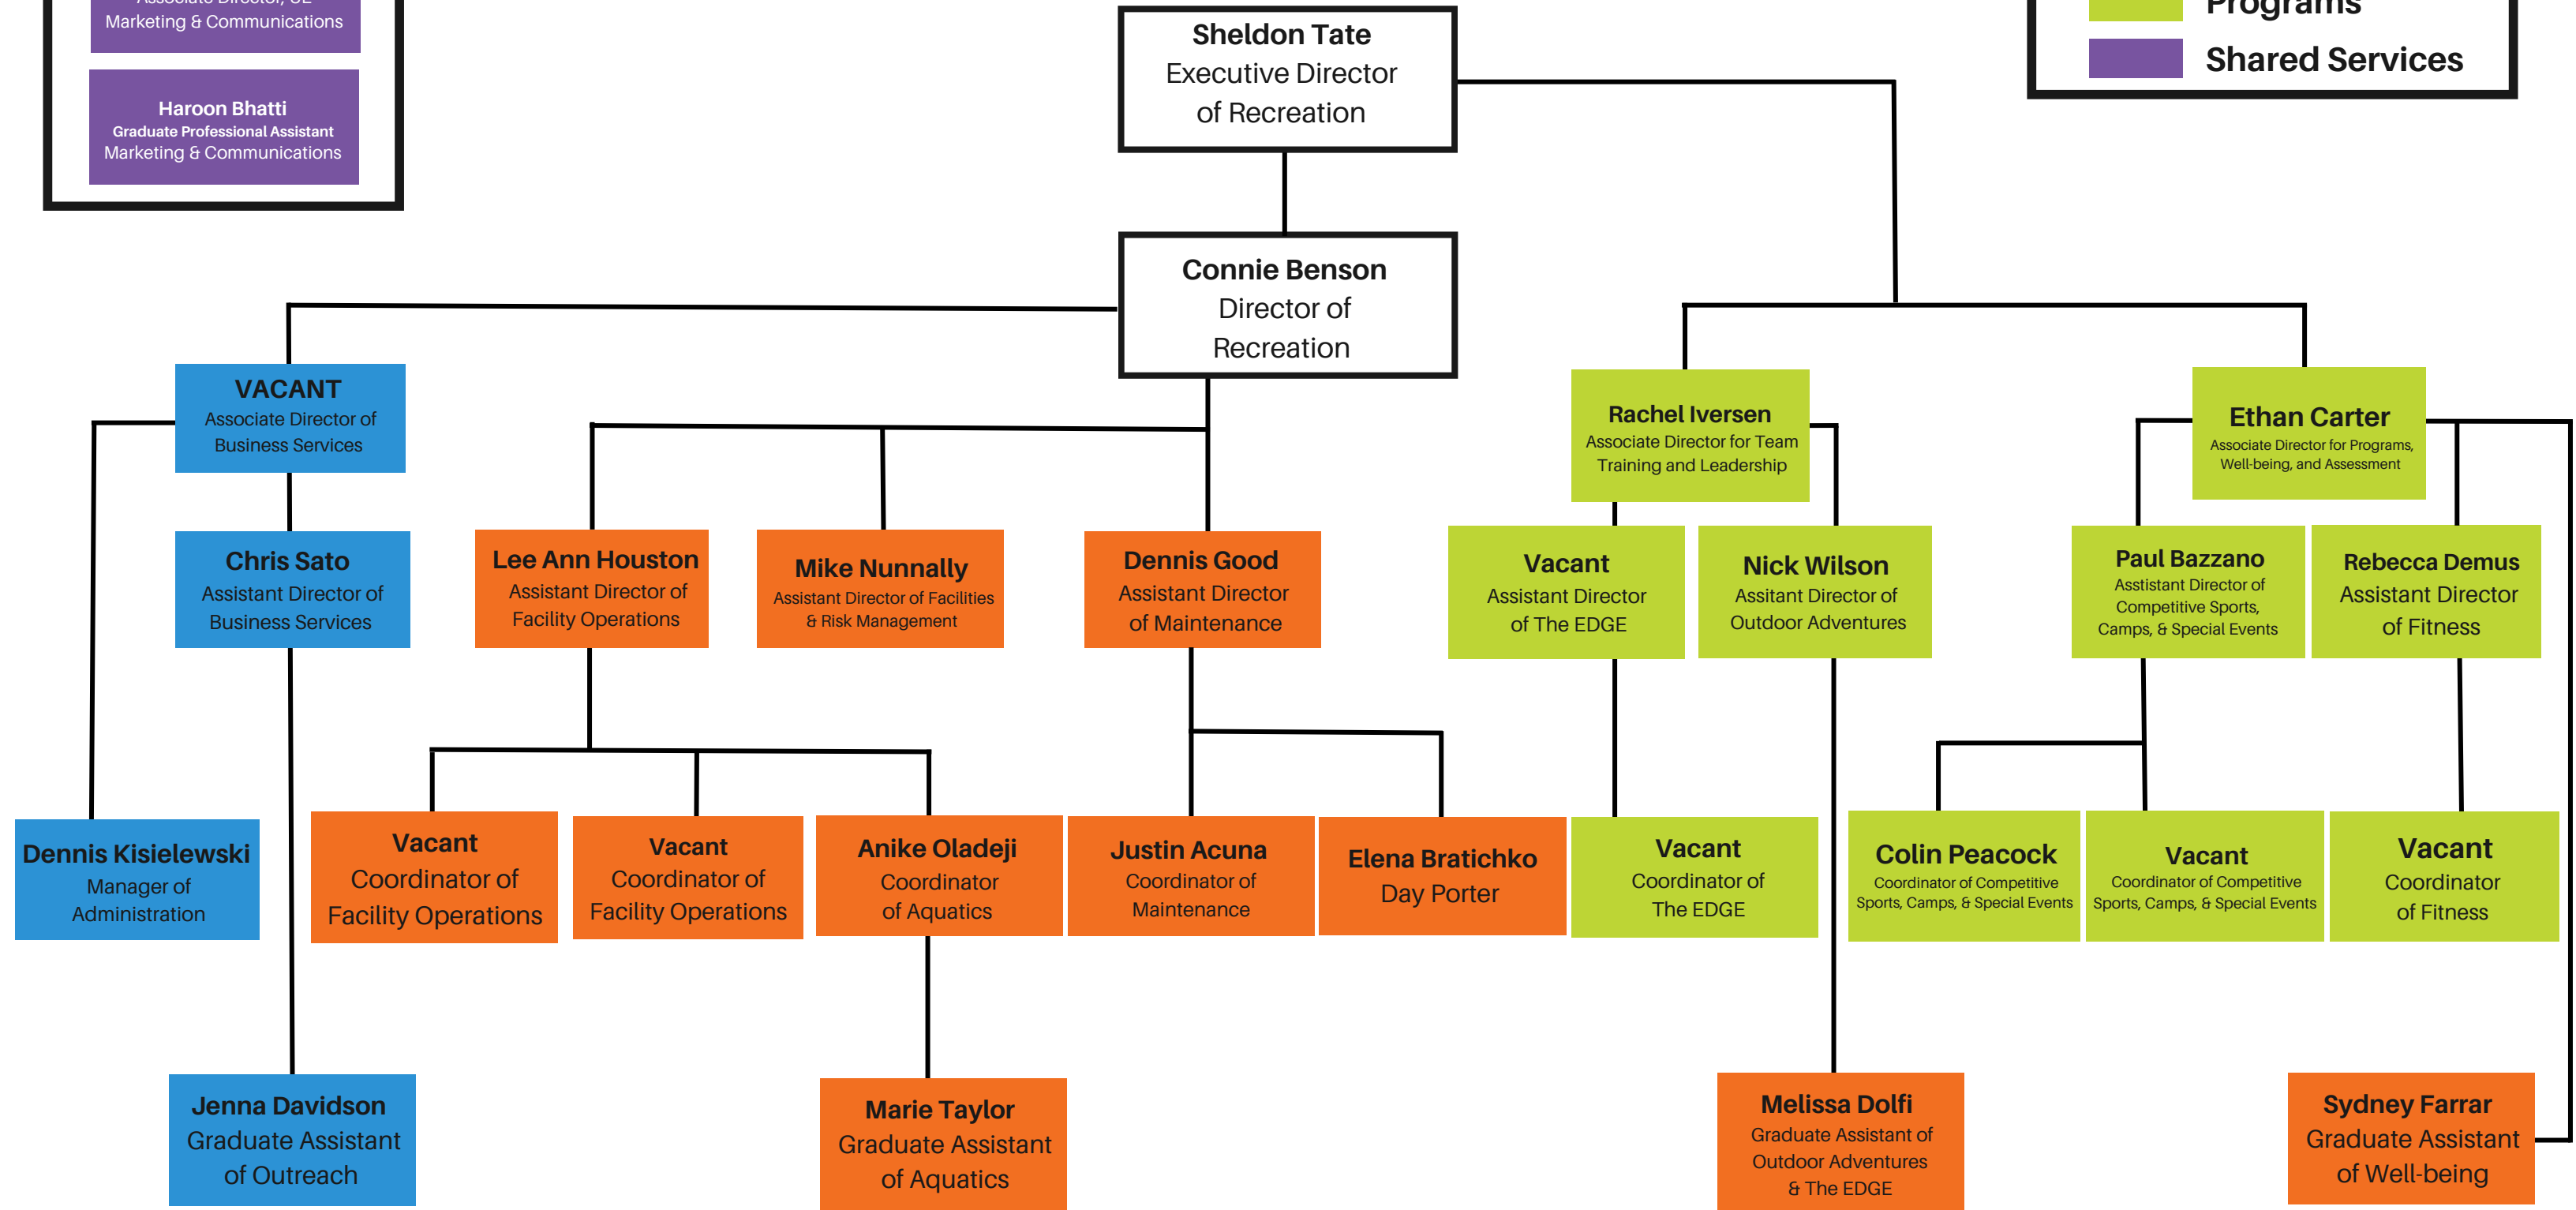 Associate Director, CE
Marketing & Communications
Haroon Bhatti
Graduate Professional Assistant
Marketing & Communications
Sheldon Tate
Executive Director
of Recreation
Programs
Shared Services
Connie Benson
Director of
Recreation
VACANT
Associate Director of
Business Services
Rachel Iversen
Associate Director for Team
Training and Leadership
Ethan Carter
Associate Director for Programs,
Well-being, and Assessment
Chris Sato
Assistant Director of
Business Services
Lee Ann Houston
Assistant Director of
Facility Operations
Mike Nunnally
Assistant Director of Facilities
& Risk Management
Dennis Good
Assistant Director
of Maintenance
Vacant
Assistant Director
of The EDGE
Nick Wilson
Assitant Director of
Outdoor Adventures
Paul Bazzano
Asstistant Director of
Competitive Sports,
Camps, & Special Events
Rebecca Demus
Assistant Director
of Fitness
Dennis Kisielewski
Manager of
Administration
Vacant
Coordinator of
Facility Operations
Vacant
Coordinator of
Facility Operations
Anike Oladeji
Coordinator
of Aquatics
Justin Acuna
Coordinator of
Maintenance
Elena Bratichko
Day Porter
Vacant
Coordinator of
The EDGE
Colin Peacock
Coordinator of Competitive
Sports, Camps, & Special Events
Vacant
Coordinator of Competitive
Sports, Camps, & Special Events
Vacant
Coordinator
of Fitness
Jenna Davidson
Graduate Assistant
of Outreach
Marie Taylor
Graduate Assistant
of Aquatics
Melissa Dolfi
Graduate Assistant of
Outdoor Adventures
& The EDGE
Sydney Farrar
Graduate Assistant
of Well-being